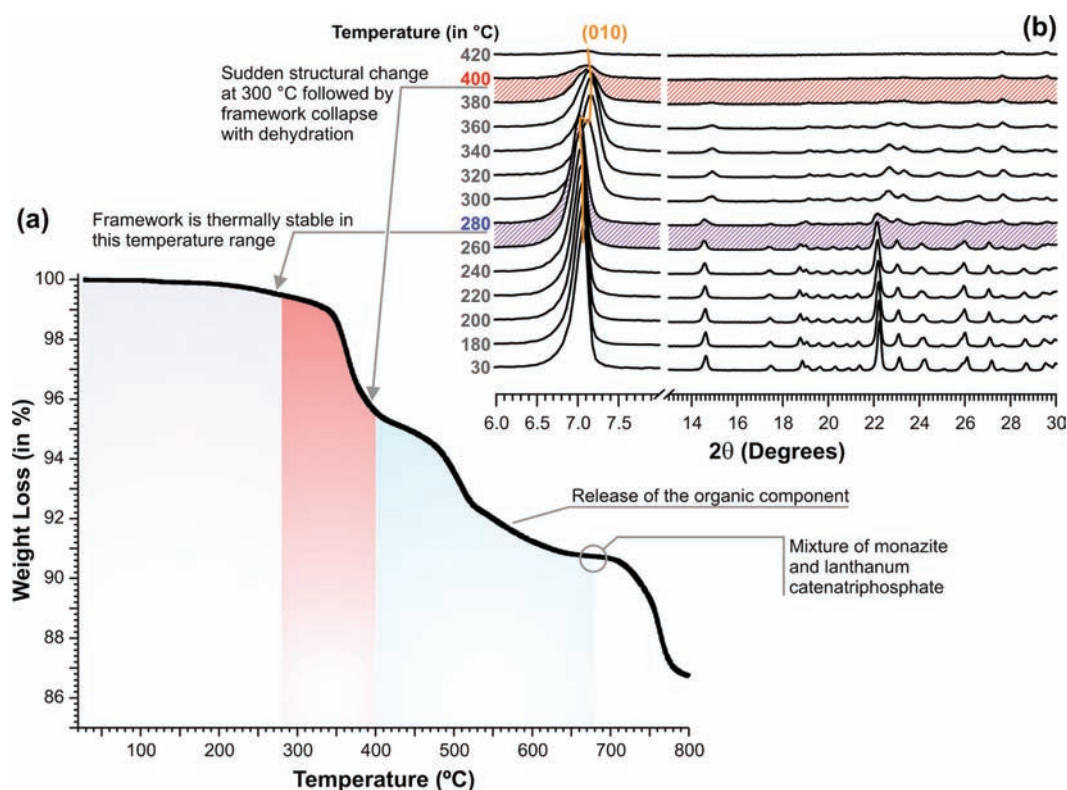 Temperature (in °C)
(010)
(b)
420
400
380
360
340
320
300
280
260
240
220
200
180
30
Sudden structural change
at 300 °C followed by
framework collapse
with dehydration
(a)
Framework is thermally stable in
this temperature range
6.0 6.5 7.0 7.5 14 16 18 20 22 24 26 28 30
2θ (Degrees)
100
98
96
94
92
90
88
86
Weight Loss (in %)
Release of the organic component
Mixture of monazite
and lanthanum
catenatriphosphate
100 200 300 400 500 600 700 800
Temperature (ºC)